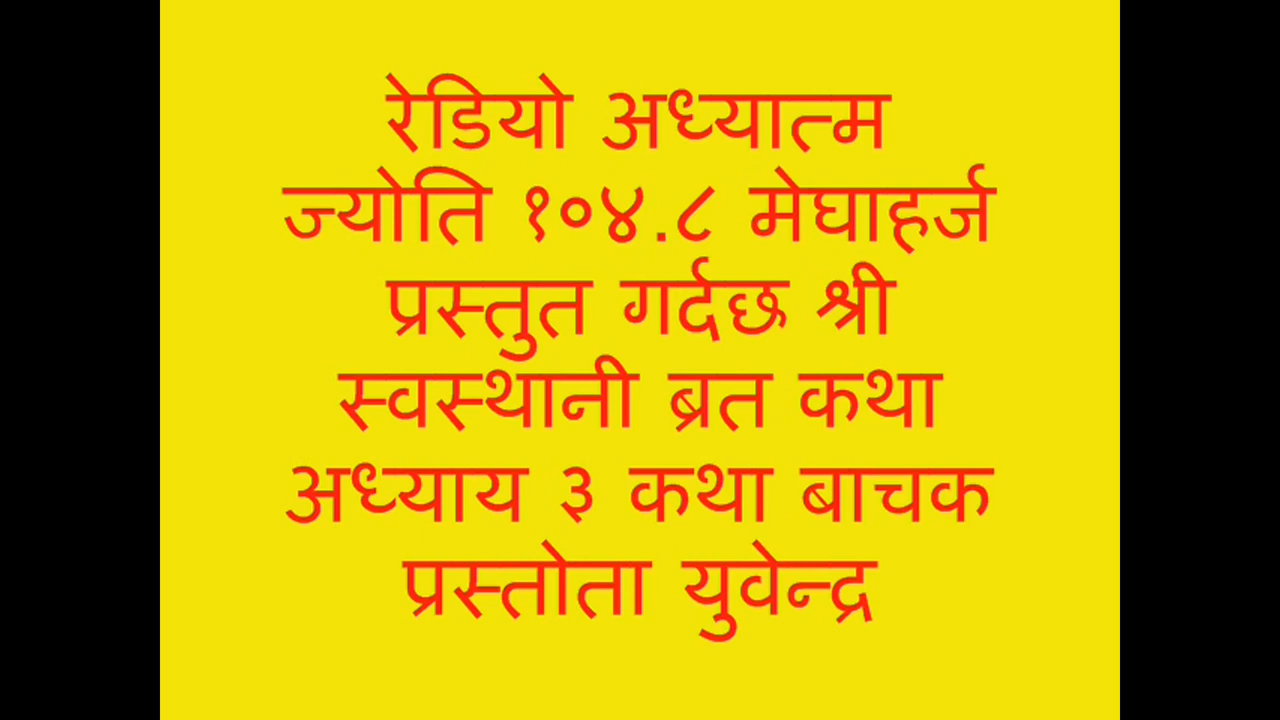 रेडियो अध्यात्म
ज्योति १०४.८ मेघाहर्ज
प्रस्तुत गर्दछ श्री
स्वस्थानी ब्रत कथा
अध्याय ३ कथा बाचक
प्रस्तोता युवेन्द्र